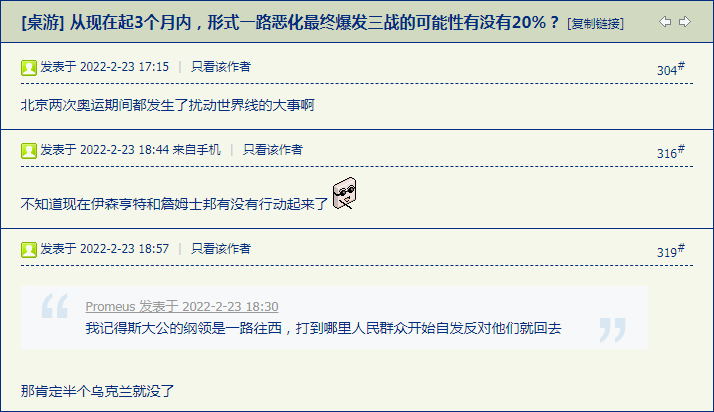 [桌游] 从现在起3个月内，形式一路恶化最终爆发三战的可能性有没有20%？ [复制链接]
发表于 2022-2-23 17:15 | 只看该作者 304#
北京两次奥运期间都发生了扰动世界线的大事啊
发表于 2022-2-23 18:44 来自手机 | 只看该作者 316#
不知道现在伊森亨特和詹姆士邦有没有行动起来了
发表于 2022-2-23 18:57 | 只看该作者 319#
Promeus 发表于 2022-2-23 18:30
我记得斯大公的纲领是一路往西，打到哪里人民群众开始自发反对他们就回去
那肯定半个乌克兰就没了